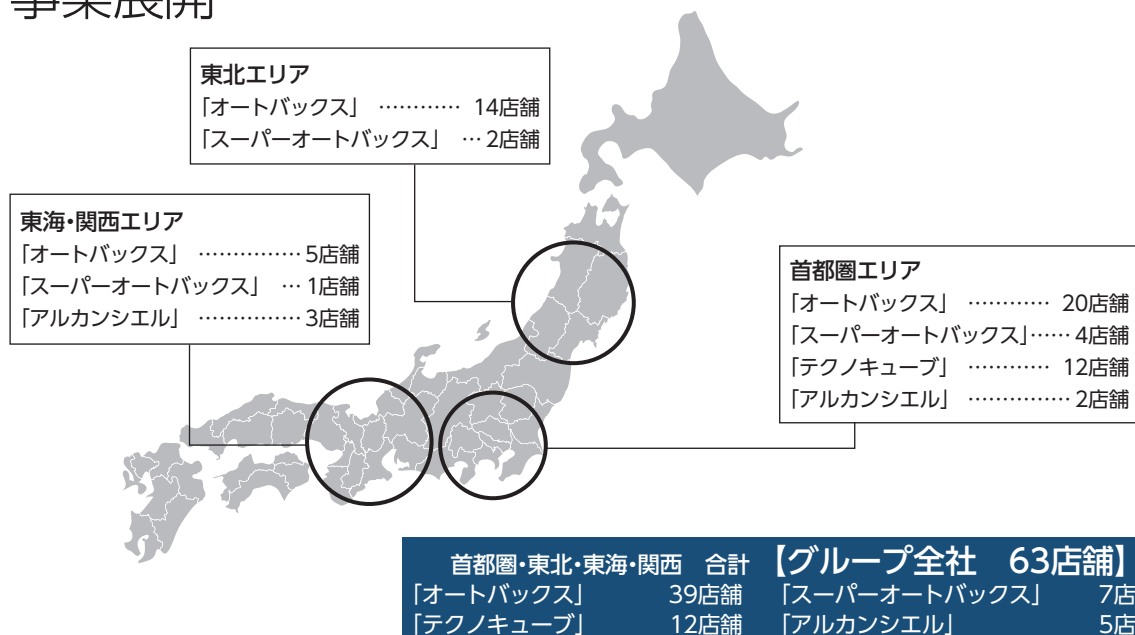 事業展開
東北エリア
「オートバックス」 ………… 14店舗
「スーパーオートバックス」 … 2店舗
東海・関西エリア
「オートバックス」 …………… 5店舗
「スーパーオートバックス」 … 1店舗
「アルカンシエル」 …………… 3店舗
首都圏エリア
「オートバックス」 ………… 20店舗
「スーパーオートバックス」…… 4店舗
「テクノキューブ」 ………… 12店舗
「アルカンシエル」 …………… 2店舗
首都圏・東北・東海・関西 合計 【グループ全社 63店舗】
「オートバックス」 39店舗 「スーパーオートバックス」 7店
「テクノキューブ」 12店舗 「アルカンシエル」 5店